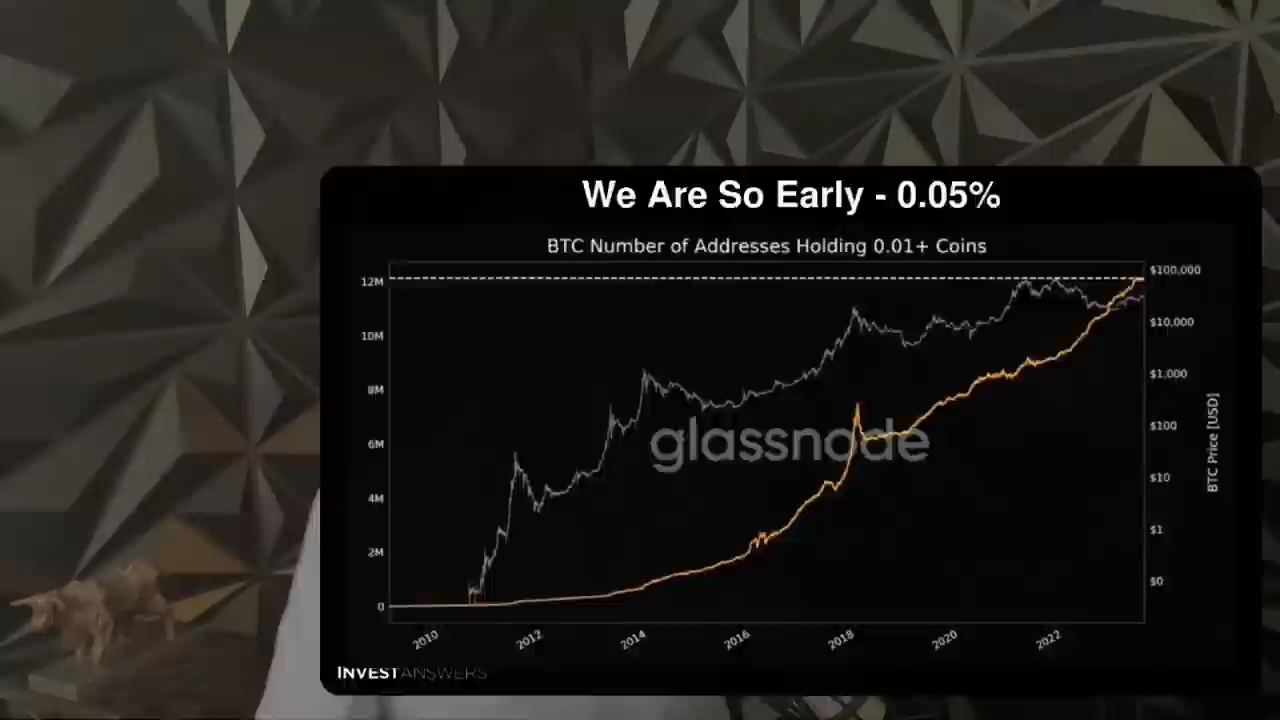 We Are So Early - 0.05%
BTC Number of Addresses Holding 0.01+ Coins
12M
10M
8M
6M
4M
2M
0
$100,000
$10,000
$1,000
$100
$10
$1
$0
BTC Price [USD]
glassnode
2010
2012
2014
2016
2018
2020
2022
INVESTANSWERS